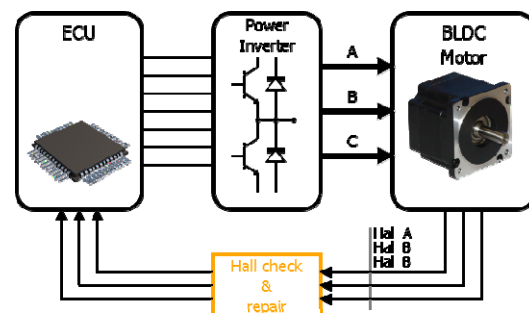 ECU
Power
Inverter
A
B
C
BLDC
Motor
Hal A
Hal B
Hal B
Hall check
&
repair